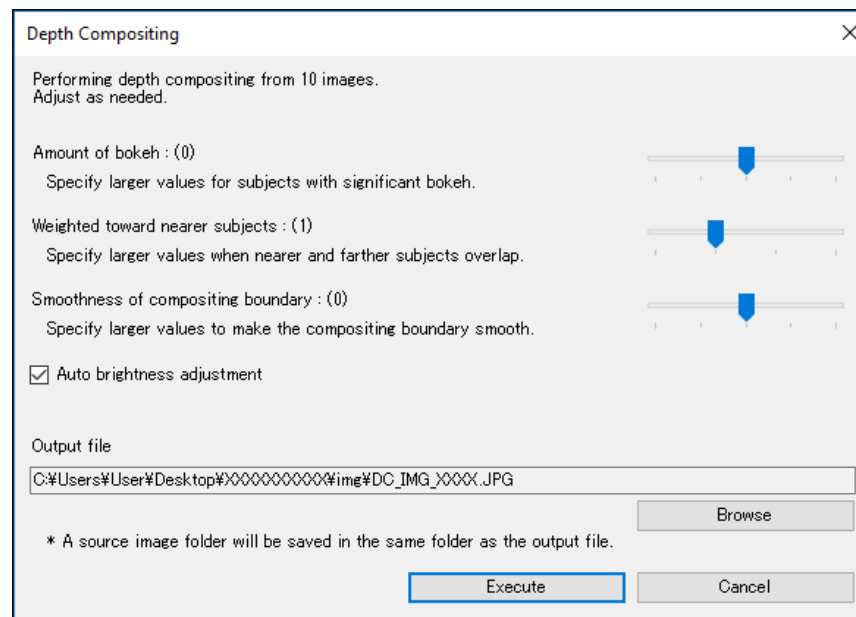 Depth Compositing
Performing depth compositing from 10 images.
Adjust as needed.
Amount of bokeh : (0)
Specify larger values for subjects with significant bokeh.
Weighted toward nearer subjects : (1)
Specify larger values when nearer and farther subjects overlap.
Smoothness of compositing boundary : (0)
Specify larger values to make the compositing boundary smooth.
Auto brightness adjustment
Output file
C:¥Users¥User¥Desktop¥XXXXXXXXXXX¥img¥DC_IMG_XXXX.JPG
Browse
* A source image folder will be saved in the same folder as the output file.
Execute Cancel